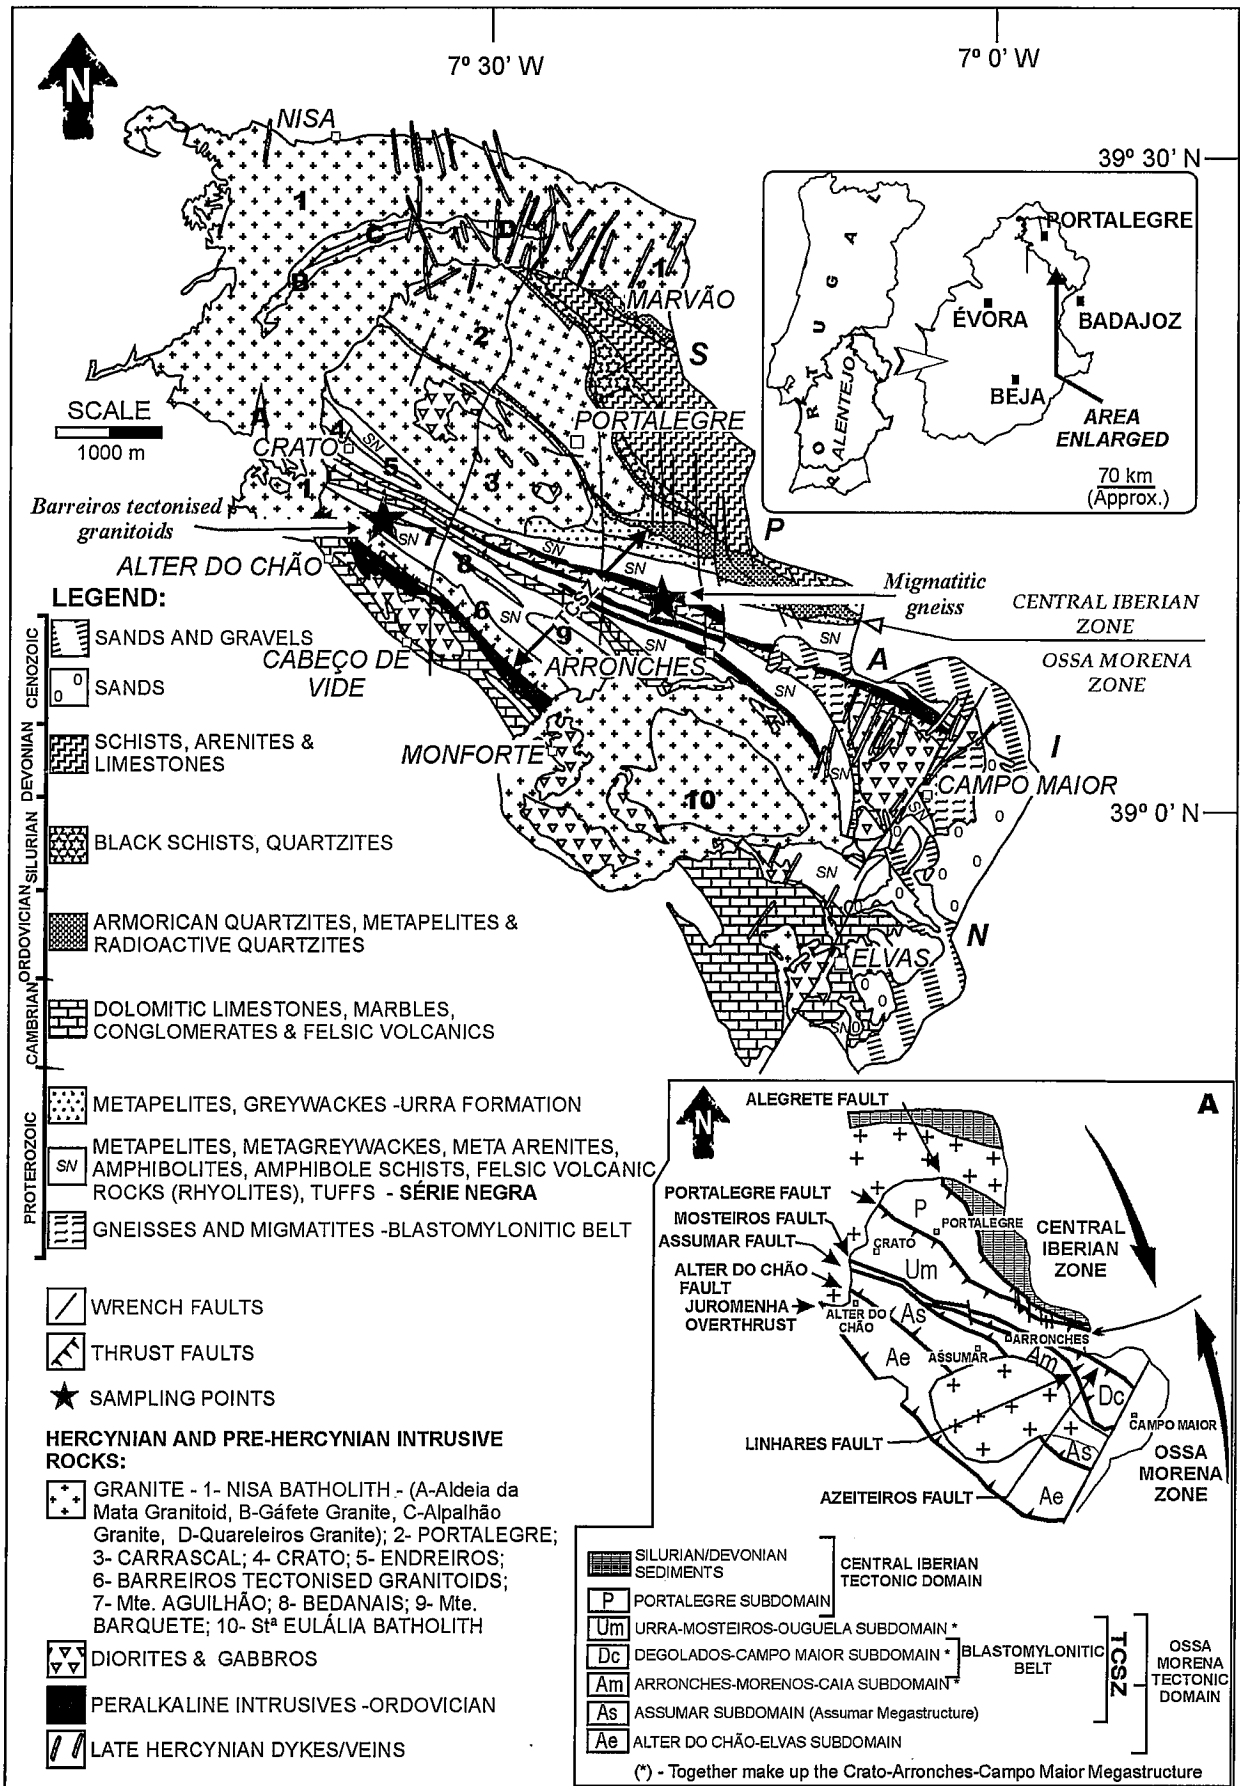 7º 30' W
7º 0' W
N
NISA
39º 30' N
1
C
D
B
1
MARVÃO
2
S
SCALE
1000 m
A
4
CRATO
SN
5
PORTALEGRE
3
1
Barreiros tectonised
granitoids
SN
7
SN
P
ALTER DO CHÃO
8
SN
Migmatitic
gneiss
CENTRAL IBERIAN
ZONE
OSSA MORENA
ZONE
6
SN
9
SN
SN
A
CABEÇO DE
VIDE
ARRONCHES
SN
MONFORTE
10
SN
I
CAMPO MAIOR
SN
39º 0' N
SN
N
ELVAS
SN
PORTUGAL
ALENTEJO
PORTALEGRE
ÉVORA
BADAJOZ
BEJA
AREA
ENLARGED
70 km
(Approx.)
LEGEND:
CENOZOIC
SANDS AND GRAVELS
SANDS
DEVONIAN
SCHISTS, ARENITES &
LIMESTONES
SILURIAN
BLACK SCHISTS, QUARTZITES
ORDOVICIAN
ARMORICAN QUARTZITES, METAPELITES &
RADIOACTIVE QUARTZITES
CAMBRIAN
DOLOMITIC LIMESTONES, MARBLES,
CONGLOMERATES & FELSIC VOLCANICS
PROTEROZOIC
METAPELITES, GREYWACKES -URRA FORMATION
SN
METAPELITES, METAGREYWACKES, META ARENITES,
AMPHIBOLITES, AMPHIBOLE SCHISTS, FELSIC VOLCANIC
ROCKS (RHYOLITES), TUFFS - SÉRIE NEGRA
GNEISSES AND MIGMATITES -BLASTOMYLONITIC BELT
WRENCH FAULTS
THRUST FAULTS
SAMPLING POINTS
HERCYNIAN AND PRE-HERCYNIAN INTRUSIVE
ROCKS:
GRANITE - 1- NISA BATHOLITH - (A-Aldeia da
Mata Granitoid, B-Gáfete Granite, C-Alpalhão
Granite, D-Quareleiros Granite); 2- PORTALEGRE;
3- CARRASCAL; 4- CRATO; 5- ENDREIROS;
6- BARREIROS TECTONISED GRANITOIDS;
7- Mte. AGUILHÃO; 8- BEDANAIS; 9- Mte.
BARQUETE; 10- Stª EULÁLIA BATHOLITH
DIORITES & GABBROS
PERALKALINE INTRUSIVES -ORDOVICIAN
LATE HERCYNIAN DYKES/VEINS
N
A
ALEGRETE FAULT
PORTALEGRE FAULT
MOSTEIROS FAULT
ASSUMAR FAULT
ALTER DO CHÃO
FAULT
JUROMENHA
OVERTHRUST
P
PORTALEGRE
CRATO
Um
CENTRAL
IBERIAN
ZONE
ALTER DO
CHÃO
As
ARRONCHES
Ae
ASSUMAR
Am
Dc
CAMPO MAIOR
LINHARES FAULT
As
OSSA
MORENA
ZONE
AZEITEIROS FAULT
Ae
SILURIAN/DEVONIAN
SEDIMENTS
P PORTALEGRE SUBDOMAIN
CENTRAL IBERIAN
TECTONIC DOMAIN
Um URRA-MOSTEIROS-OUGUELA SUBDOMAIN *
Dc DEGOLADOS-CAMPO MAIOR SUBDOMAIN *
Am ARRONCHES-MORENOS-CAIA SUBDOMAIN *
As ASSUMAR SUBDOMAIN (Assumar Megastructure)
Ae ALTER DO CHÃO-ELVAS SUBDOMAIN
BLASTOMYLONITIC
BELT
TCSZ
OSSA
MORENA
TECTONIC
DOMAIN
(*) - Together make up the Crato-Arronches-Campo Maior Megastructure